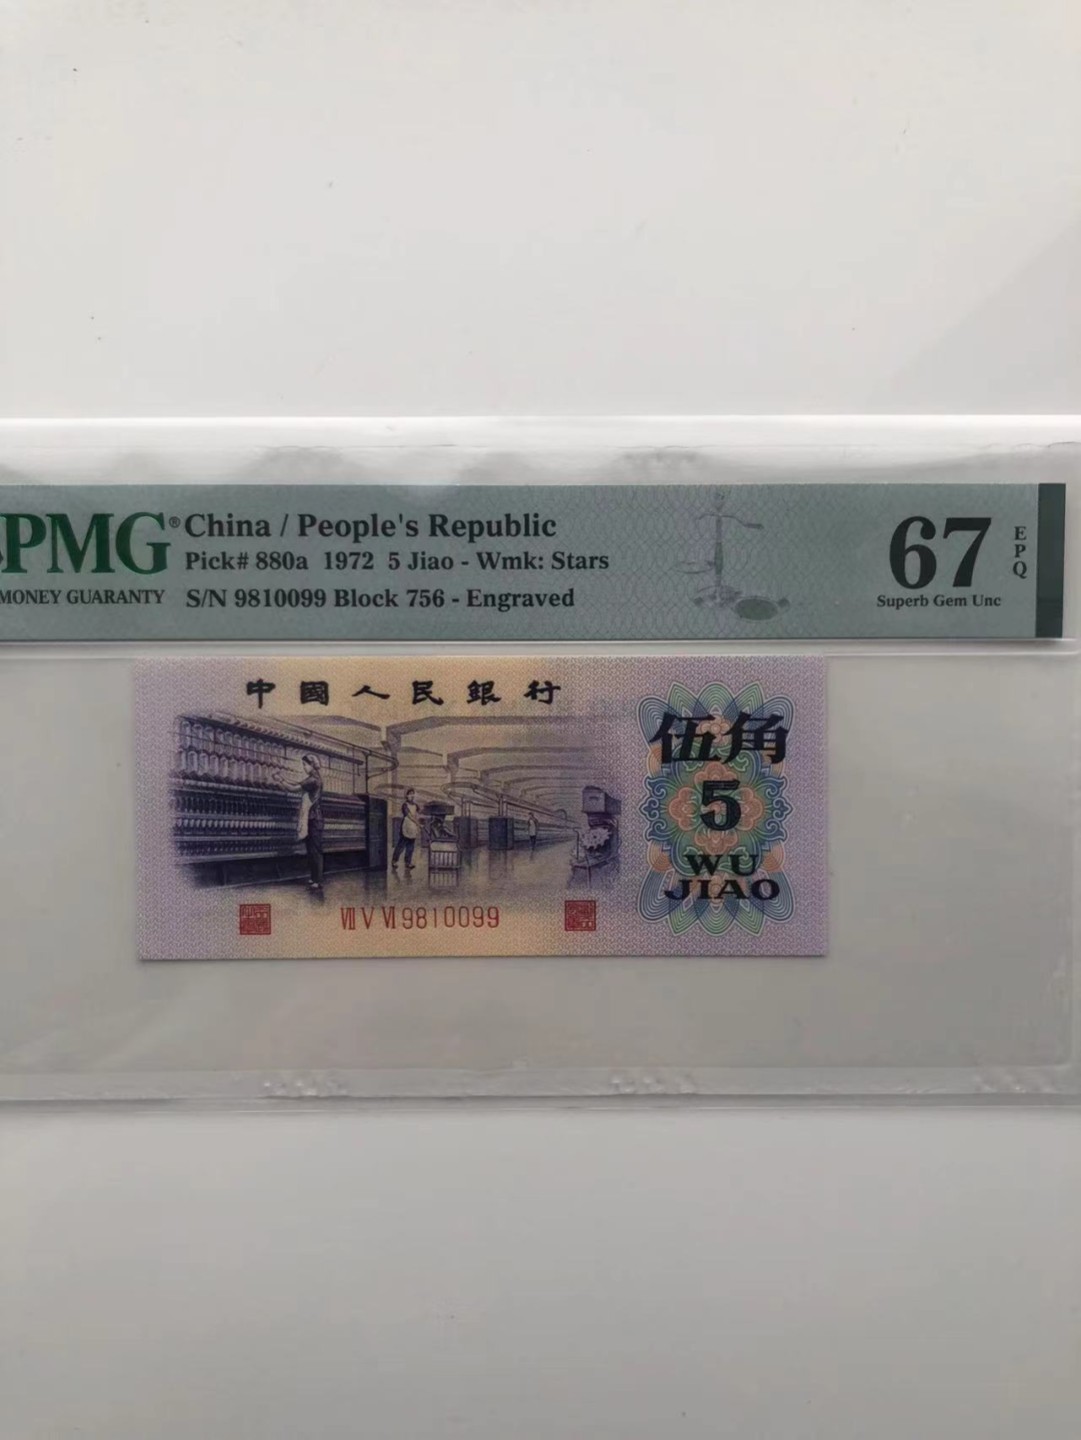 PMG® China / People's Republic
Pick# 880a 1972 5 Jiao - Wmk: Stars
MONEY GUARANTY S/N 9810099 Block 756 - Engraved
67 EPQ
Superb Gem Unc
中國人民銀行
伍角
5
WU
JIAO
Ⅶ Ⅴ Ⅵ 9810099